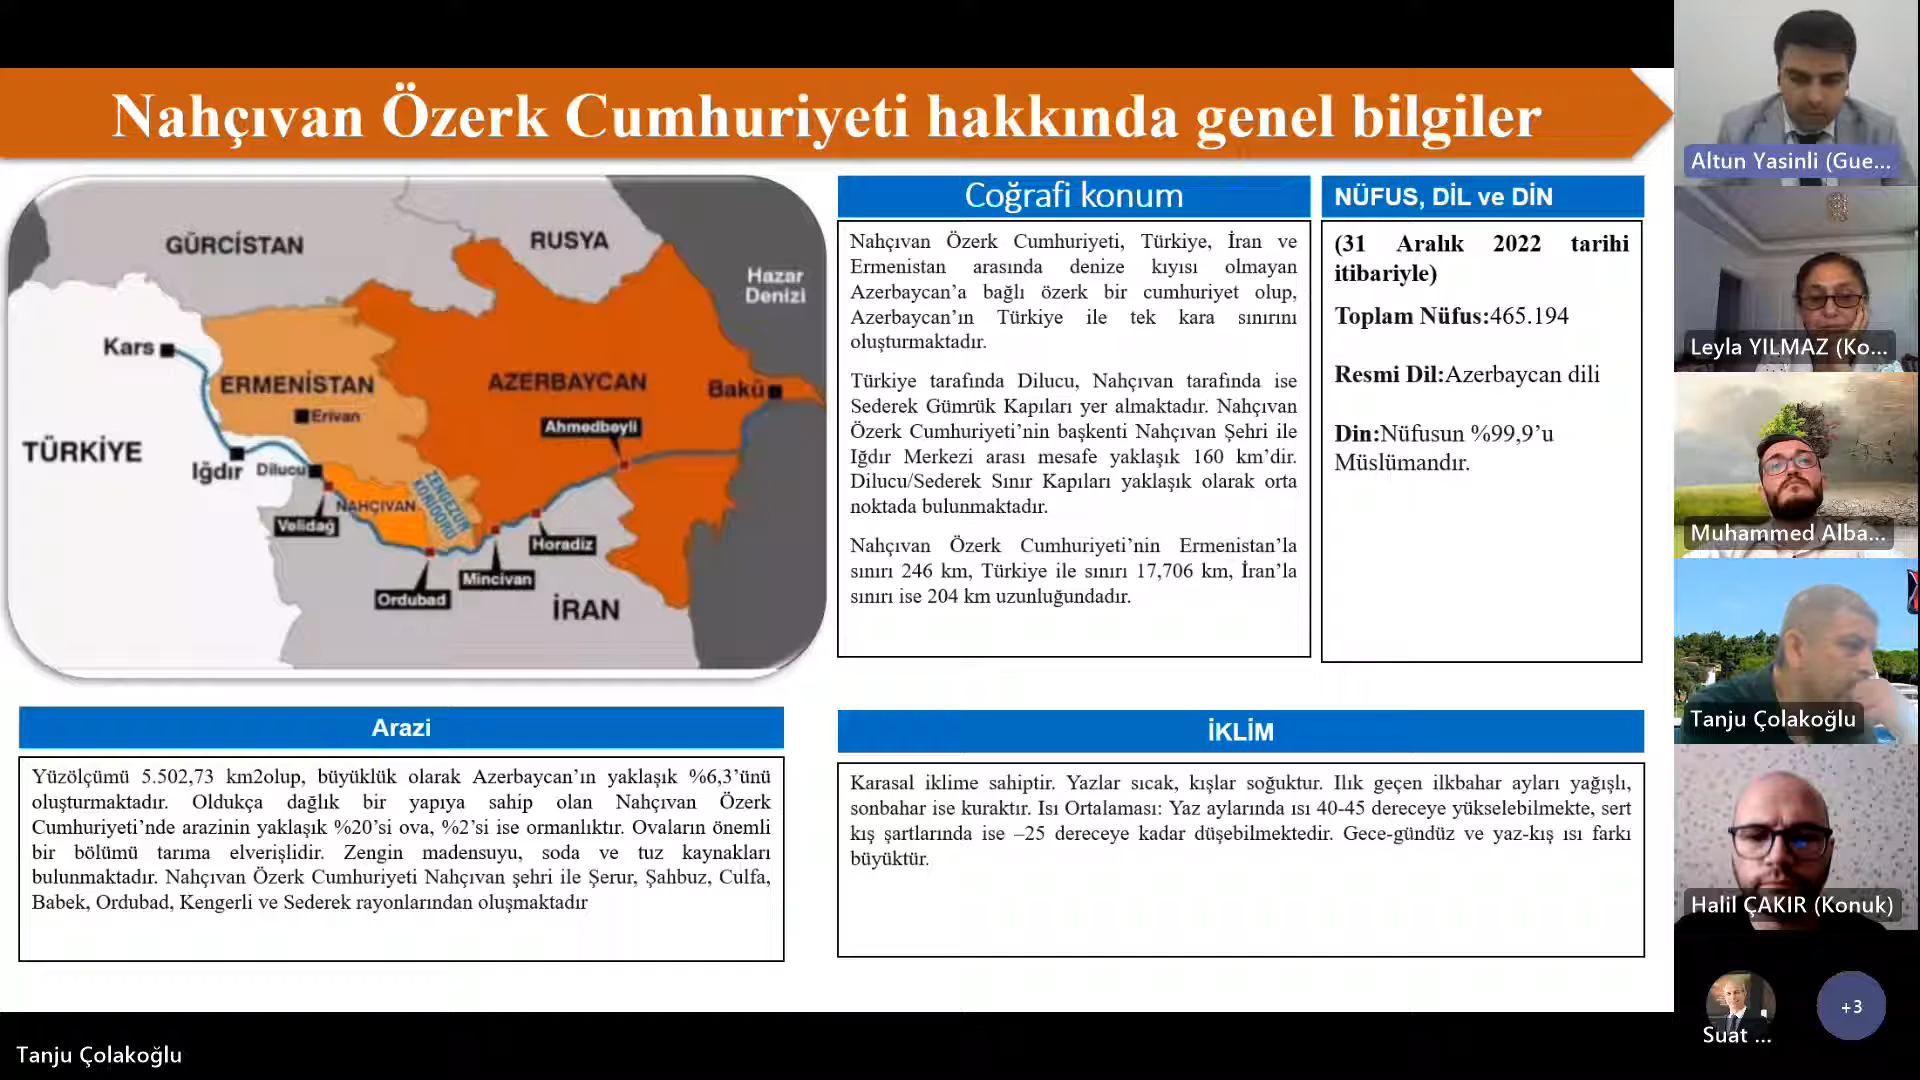 Nahçıvan Özerk Cumhuriyeti hakkında genel bilgiler
GÜRCİSTAN
RUSYA
Hazar
Denizi
Kars
ERMENİSTAN
AZERBAYCAN
Bakü
Erivan
Ahmedbeyli
TÜRKİYE
Iğdır
Dilucu
NAHÇIVAN
ZENGEZUR
KORİDORU
Velidağ
Horadiz
Mincivan
Ordubad
İRAN
Coğrafi konum
Nahçıvan Özerk Cumhuriyeti, Türkiye, İran ve
Ermenistan arasında denize kıyısı olmayan
Azerbaycan’a bağlı özerk bir cumhuriyet olup,
Azerbaycan’ın Türkiye ile tek kara sınırını
oluşturmaktadır.
Türkiye tarafında Dilucu, Nahçıvan tarafında ise
Sederek Gümrük Kapıları yer almaktadır. Nahçıvan
Özerk Cumhuriyeti’nin başkenti Nahçıvan Şehri ile
Iğdır Merkezi arası mesafe yaklaşık 160 km’dir.
Dilucu/Sederek Sınır Kapıları yaklaşık olarak orta
noktada bulunmaktadır.
Nahçıvan Özerk Cumhuriyeti’nin Ermenistan’la
sınırı 246 km, Türkiye ile sınırı 17,706 km, İran’la
sınırı ise 204 km uzunluğundadır.
NÜFUS, DİL ve DİN
(31 Aralık 2022 tarihi
itibariyle)
Toplam Nüfus:465.194
Resmi Dil:Azerbaycan dili
Din:Nüfusun %99,9’u
Müslümandır.
Arazi
Yüzölçümü 5.502,73 km2olup, büyüklük olarak Azerbaycan’ın yaklaşık %6,3’ünü
oluşturmaktadır. Oldukça dağlık bir yapıya sahip olan Nahçıvan Özerk
Cumhuriyeti’nde arazinin yaklaşık %20’si ova, %2’si ise ormanlıktır. Ovaların önemli
bir bölümü tarıma elverişlidir. Zengin madensuyu, soda ve tuz kaynakları
bulunmaktadır. Nahçıvan Özerk Cumhuriyeti Nahçıvan şehri ile Şerur, Şahbuz, Culfa,
Babek, Ordubad, Kengerli ve Sederek rayonlarından oluşmaktadır
İKLİM
Karasal iklime sahiptir. Yazlar sıcak, kışlar soğuktur. Ilık geçen ilkbahar ayları yağışlı,
sonbahar ise kuraktır. Isı Ortalaması: Yaz aylarında ısı 40-45 dereceye yükselebilmekte, sert
kış şartlarında ise –25 dereceye kadar düşebilmektedir. Gece-gündüz ve yaz-kış ısı farkı
büyüktür.
Altun Yasinli (Gue...
Leyla YILMAZ (Ko...
Muhammed Alba...
Tanju Çolakoğlu
Halil ÇAKIR (Konuk)
Suat ...
+3
Tanju Çolakoğlu